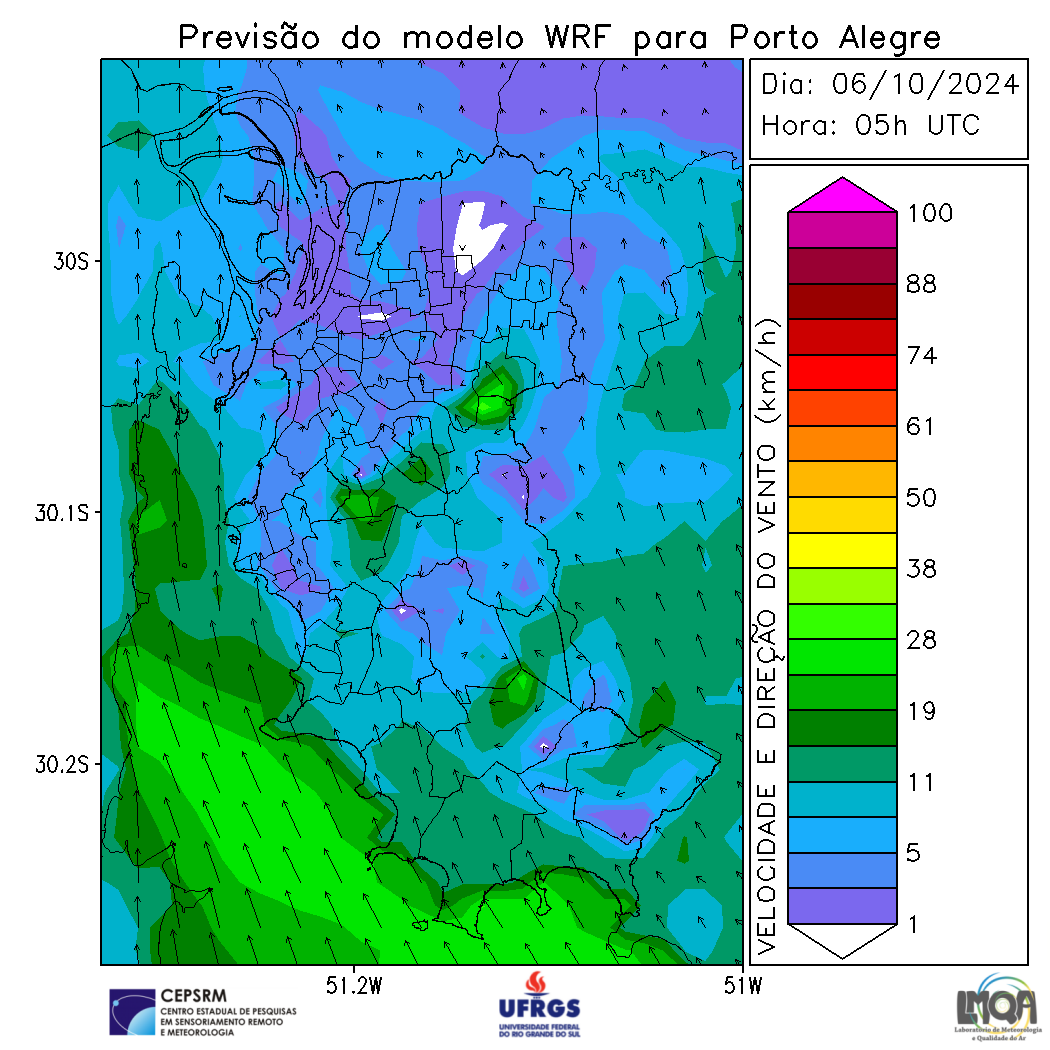 Previsão do modelo WRF para Porto Alegre
Dia: 06/10/2024
Hora: 05h UTC
30S
30.1S
30.2S
51.2W
51W
VELOCIDADE E DIREÇÃO DO VENTO (km/h)
100
88
74
61
50
38
28
19
11
5
1
CEPSRM
CENTRO ESTADUAL DE PESQUISAS
EM SENSORIAMENTO REMOTO
E METEOROLOGIA
UFRGS
UNIVERSIDADE FEDERAL
DO RIO GRANDE DO SUL
LMQA
Laboratório de Meteorologia
e Qualidade do Ar